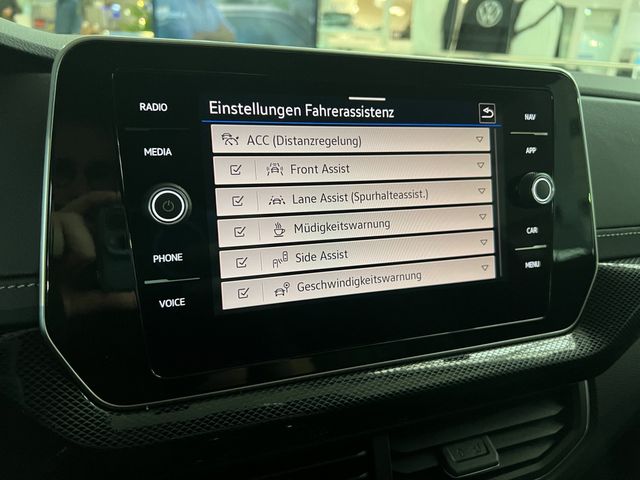 Einstellungen Fahrerassistenz
ACC (Distanzregelung)
Front Assist
Lane Assist (Spurhalteassist.)
Müdigkeitswarnung
Side Assist
Geschwindigkeitswarnung
RADIO
MEDIA
PHONE
VOICE
NAV
APP
CAR
MENU